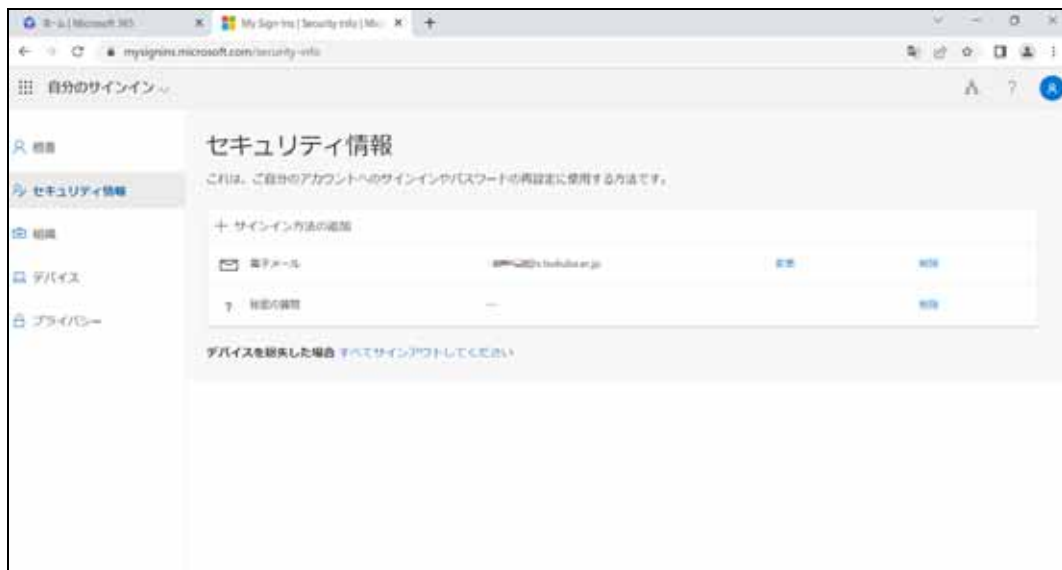 ホーム | Microsoft 365
My Sign-Ins | Security Info | Mic
mysignins.microsoft.com/security-info
自分のサインイン
概要
セキュリティ情報
組織
デバイス
プライバシー
セキュリティ情報
これは、ご自分のアカウントへのサインインやパスワードの再設定に使用する方法です。
+ サインイン方法の追加
電子メール 変更 削除
? 秘密の質問 — 削除
デバイスを紛失した場合 すべてサインアウトしてください